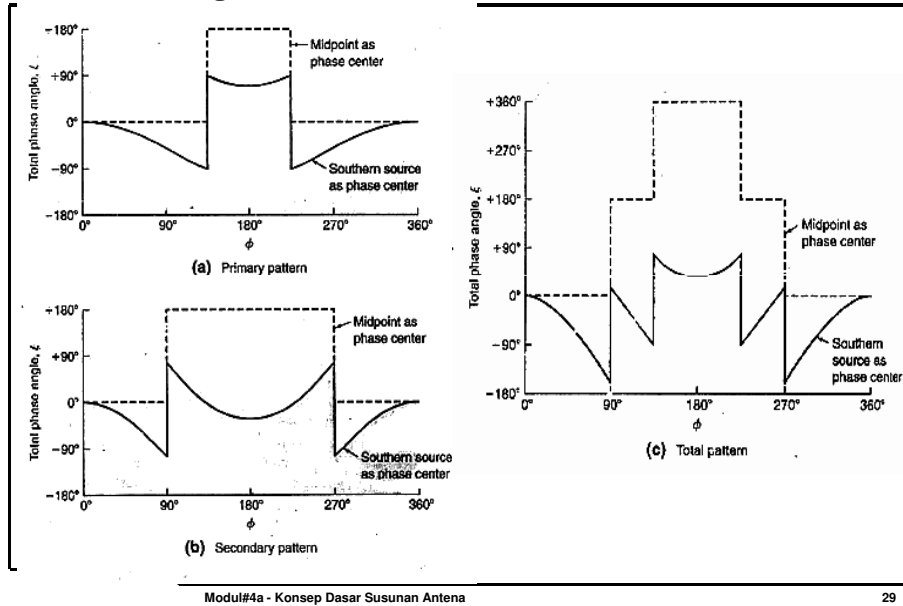 +180°
+90°
0°
−90°
−180°
Total phase angle, ξ
Midpoint as
phase center
Southern source
as phase center
0° 90° 180° 270° 360°
ϕ
(a) Primary pattern
+180°
+90°
0°
−90°
−180°
Total phase angle, ξ
Midpoint as
phase center
Southern source
as phase center
0° 90° 180° 270° 360°
ϕ
(b) Secondary pattern
+360°
+270°
+180°
+90°
0°
−90°
−180°
Total phase angle, ξ
Midpoint as
phase center
Southern
source as
phase center
0° 90° 180° 270° 360°
ϕ
(c) Total pattern
Modul#4a - Konsep Dasar Susunan Antena 29